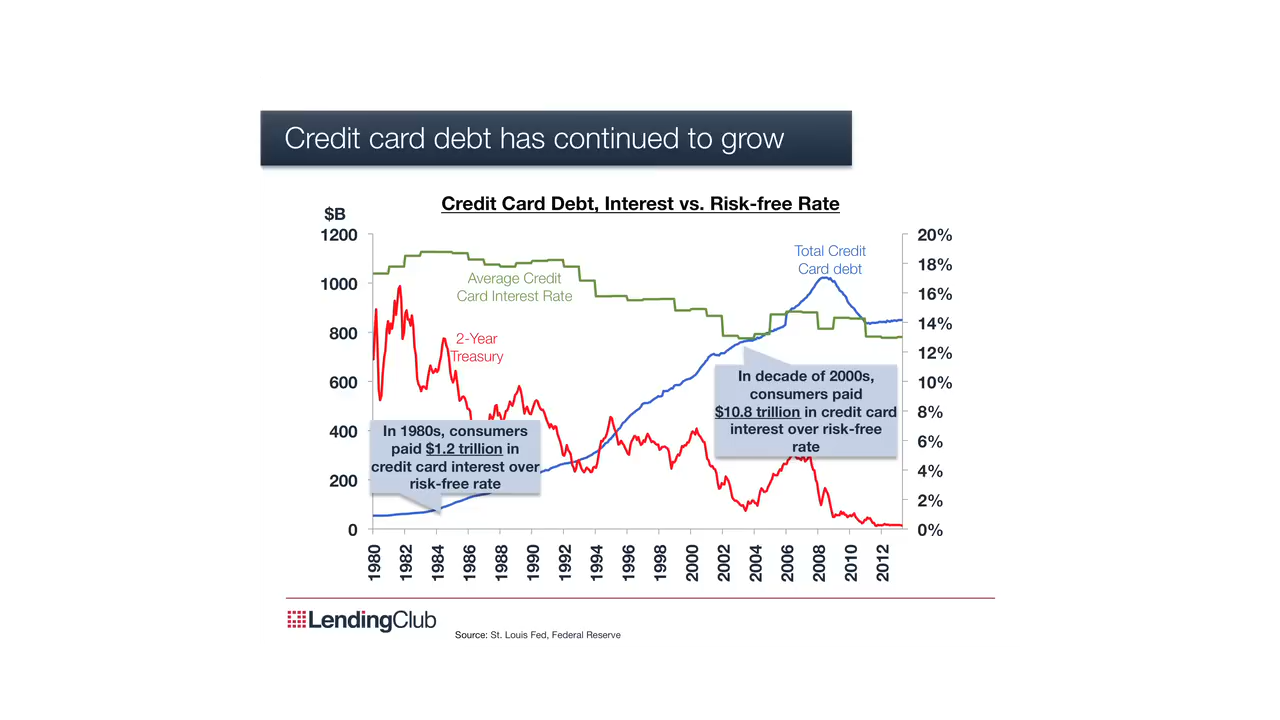 Credit card debt has continued to grow
Credit Card Debt, Interest vs. Risk-free Rate
$B
1200
1000
800
600
400
200
0
20%
18%
16%
14%
12%
10%
8%
6%
4%
2%
0%
Total Credit
Card debt
Average Credit
Card Interest Rate
2-Year
Treasury
In decade of 2000s,
consumers paid
$10.8 trillion in credit card
interest over risk-free
rate
In 1980s, consumers
paid $1.2 trillion in
credit card interest over
risk-free rate
1980
1982
1984
1986
1988
1990
1992
1994
1996
1998
2000
2002
2004
2006
2008
2010
2012
LendingClub
Source: St. Louis Fed, Federal Reserve